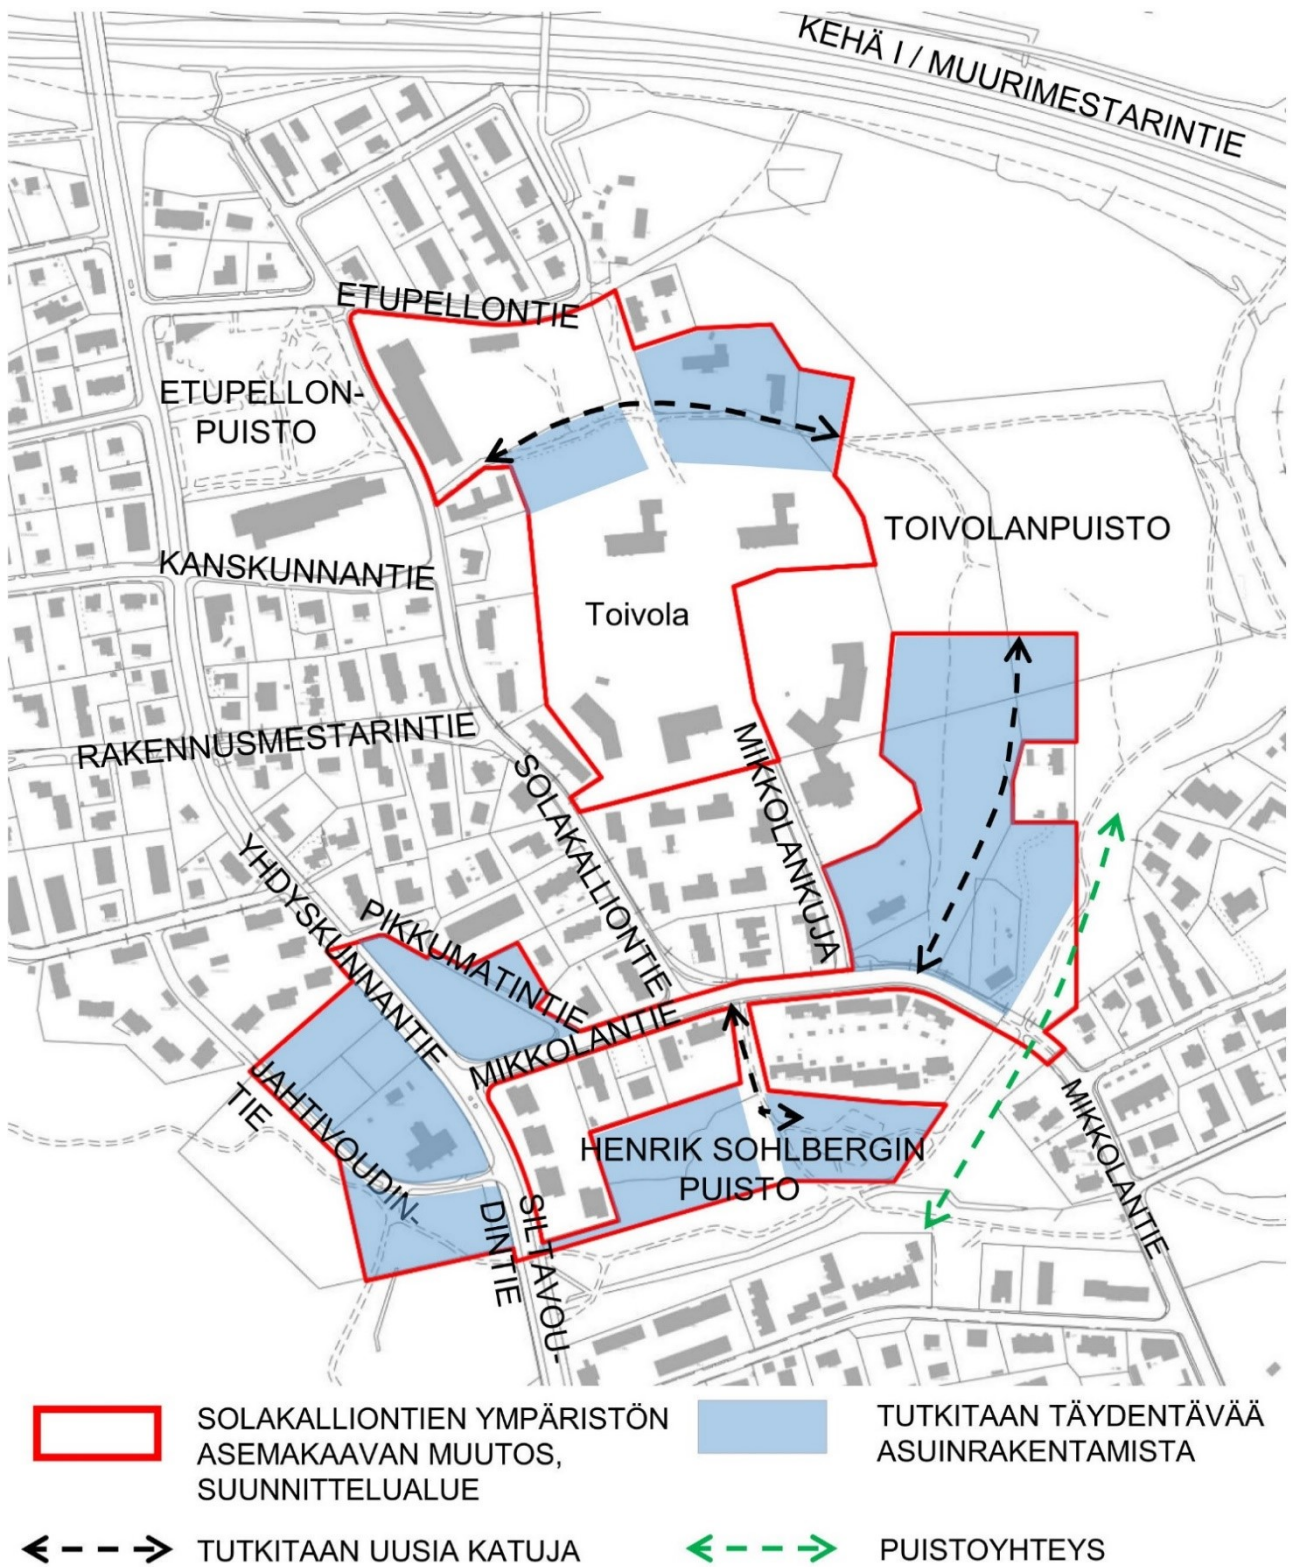 KEHÄ I / MUURIMESTARINTIE
ETUPELLONTIE
ETUPELLON-
PUISTO
TOIVOLANPUISTO
KANSKUNNANTIE
Toivola
RAKENNUSMESTARINTIE
SOLAKALLIONTIE
MIKKOLANKUJA
YHDYSKUNNANTIE
PIKKUMATINTIE
MIKKOLANTIE
JAHTIVOUDIN-
TIE
HENRIK SOHLBERGIN
PUISTO
MIKKOLANTIE
SILTAVOU-
DINTIE
SOLAKALLIONTIEN YMPÄRISTÖN
ASEMAKAAVAN MUUTOS,
SUUNNITTELUALUE
TUTKITAAN TÄYDENTÄVÄÄ
ASUINRAKENTAMISTA
TUTKITAAN UUSIA KATUJA
PUISTOYHTEYS